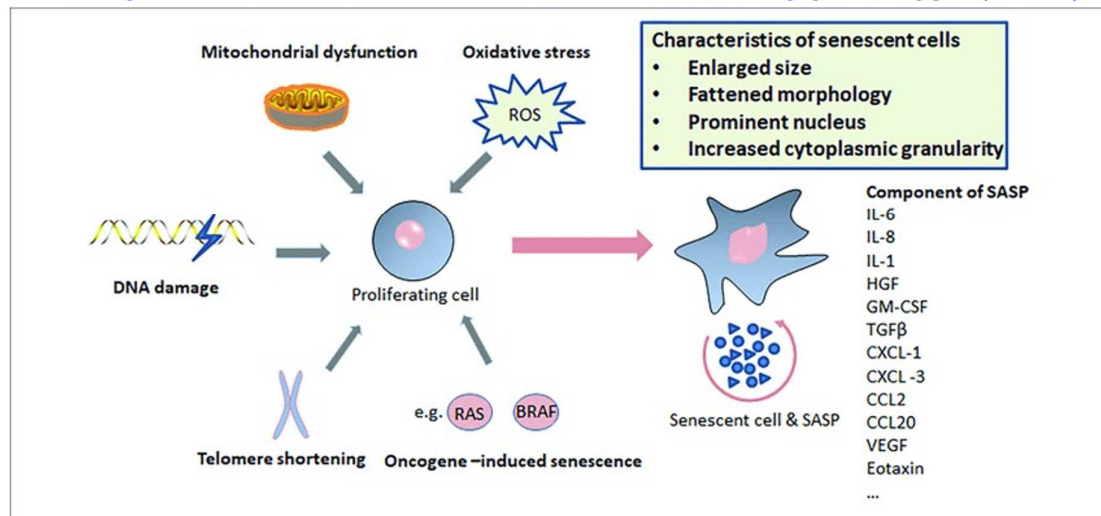 Mitochondrial dysfunction
Oxidative stress
ROS
Characteristics of senescent cells
• Enlarged size
• Fattened morphology
• Prominent nucleus
• Increased cytoplasmic granularity
DNA damage
Proliferating cell
Component of SASP
IL-6
IL-8
IL-1
HGF
GM-CSF
TGFβ
CXCL-1
CXCL -3
CCL2
CCL20
VEGF
Eotaxin
...
Senescent cell & SASP
e.g. RAS BRAF
Telomere shortening
Oncogene –induced senescence